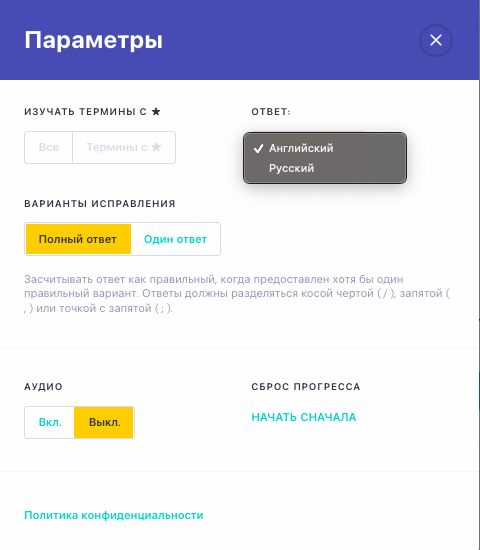 Параметры
ИЗУЧАТЬ ТЕРМИНЫ С ★
Все Термины с ★
ОТВЕТ:
✓ Английский
Русский
ВАРИАНТЫ ИСПРАВЛЕНИЯ
Полный ответ Один ответ
Засчитывать ответ как правильный, когда предоставлен хотя бы один
правильный вариант. Ответы должны разделяться косой чертой ( / ), запятой (
, ) или точкой с запятой ( ; ).
АУДИО
Вкл. Выкл.
СБРОС ПРОГРЕССА
НАЧАТЬ СНАЧАЛА
Политика конфиденциальности